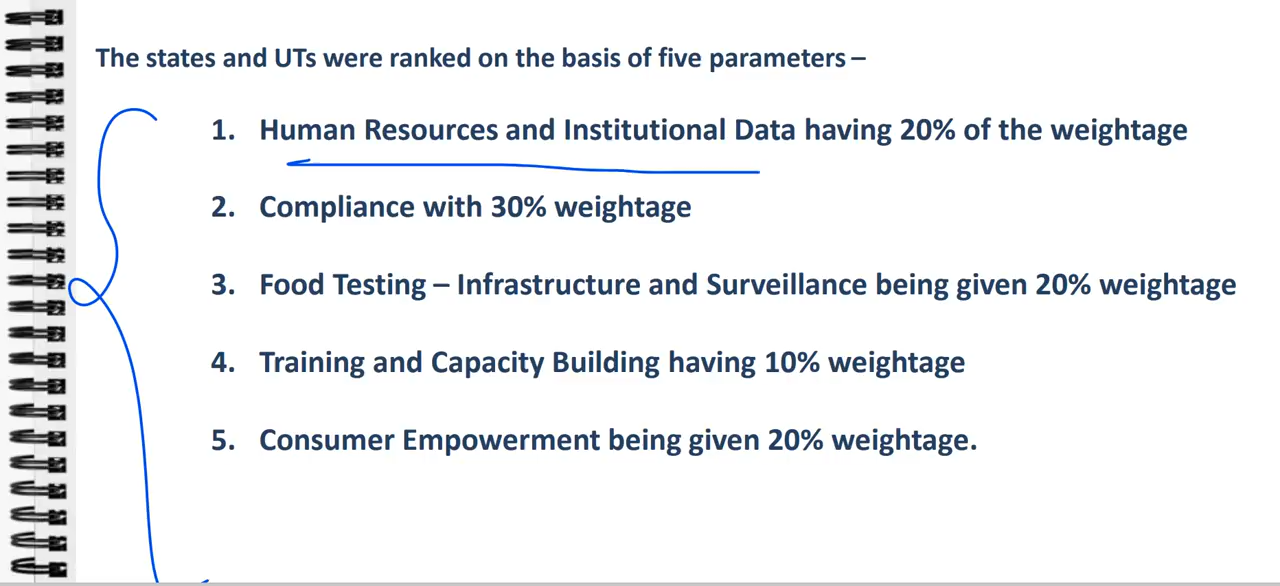 The states and UTs were ranked on the basis of five parameters –
1. Human Resources and Institutional Data having 20% of the weightage
2. Compliance with 30% weightage
3. Food Testing – Infrastructure and Surveillance being given 20% weightage
4. Training and Capacity Building having 10% weightage
5. Consumer Empowerment being given 20% weightage.